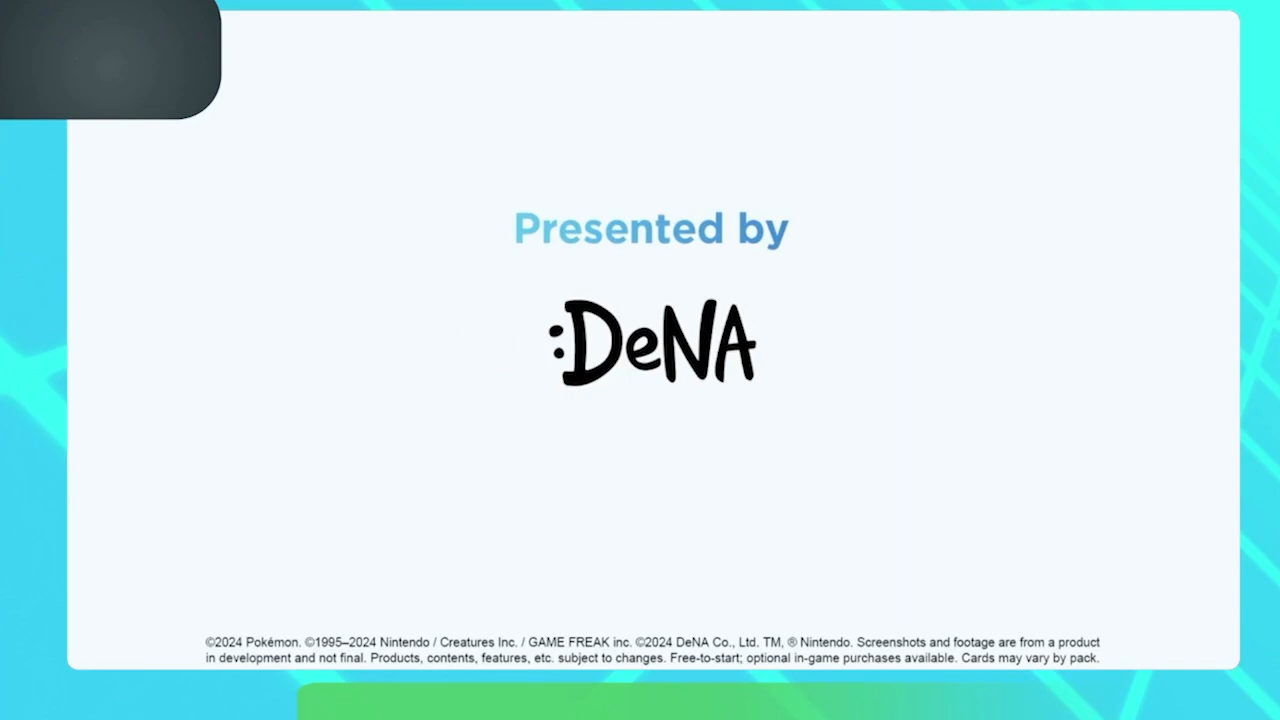 Presented by
:DeNA
©2024 Pokémon. ©1995–2024 Nintendo / Creatures Inc. / GAME FREAK inc. ©2024 DeNA Co., Ltd. TM, ® Nintendo. Screenshots and footage are from a product
in development and not final. Products, contents, features, etc. subject to changes. Free-to-start; optional in-game purchases available. Cards may vary by pack.